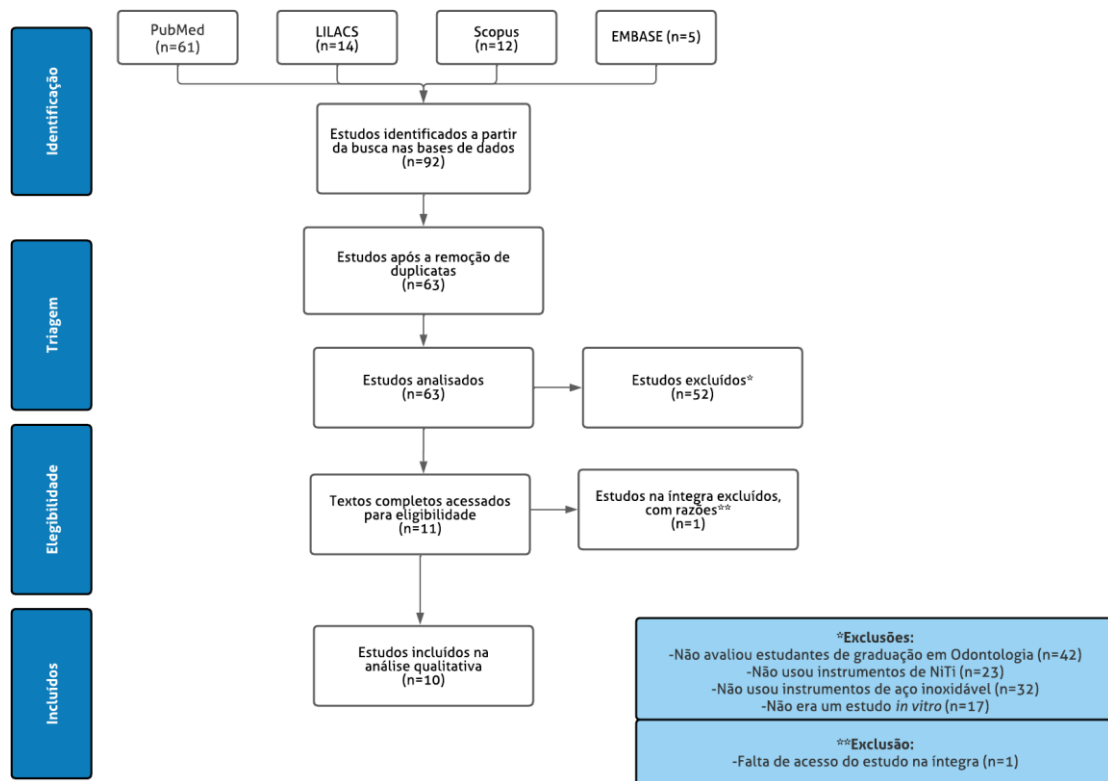 PubMed
(n=61)
LILACS
(n=14)
Scopus
(n=12)
EMBASE (n=5)
Identificação
Estudos identificados a partir
da busca nas bases de dados
(n=92)
Triagem
Estudos após a remoção de
duplicatas
(n=63)
Estudos analisados
(n=63)
Estudos excluídos*
(n=52)
Elegibilidade
Textos completos acessados
para eligibilidade
(n=11)
Estudos na íntegra excluídos,
com razões**
(n=1)
Incluídos
Estudos incluídos na
análise qualitativa
(n=10)
*Exclusões:
-Não avaliou estudantes de graduação em Odontologia (n=42)
-Não usou instrumentos de NiTi (n=23)
-Não usou instrumentos de aço inoxidável (n=32)
-Não era um estudo in vitro (n=17)
**Exclusão:
-Falta de acesso do estudo na íntegra (n=1)